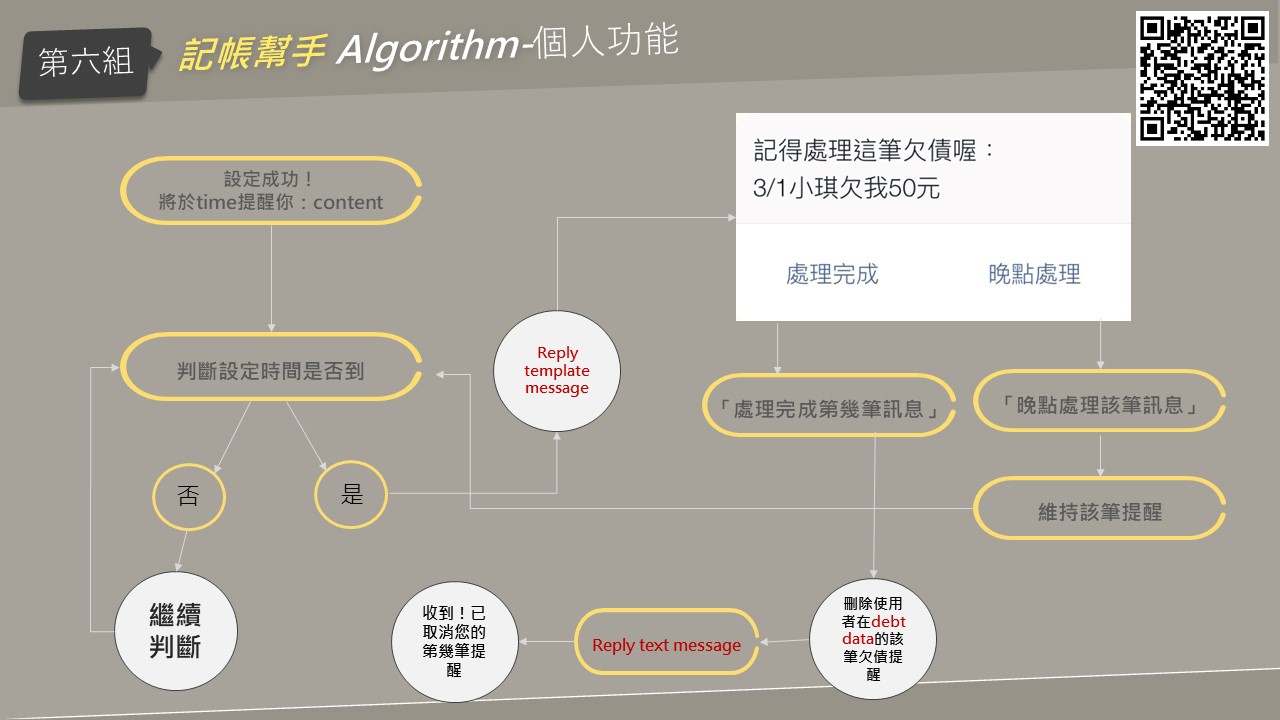 第六組
記帳幫手 Algorithm-個人功能
記得處理這筆欠債喔：
3/1小琪欠我50元
處理完成
晚點處理
設定成功！
將於time提醒你：content
判斷設定時間是否到
Reply
template
message
「處理完成第幾筆訊息」
「晚點處理該筆訊息」
否
是
維持該筆提醒
繼續
判斷
收到！已
取消您的
第幾筆提
醒
Reply text message
刪除使用
者在debt
data的該
筆欠債提
醒